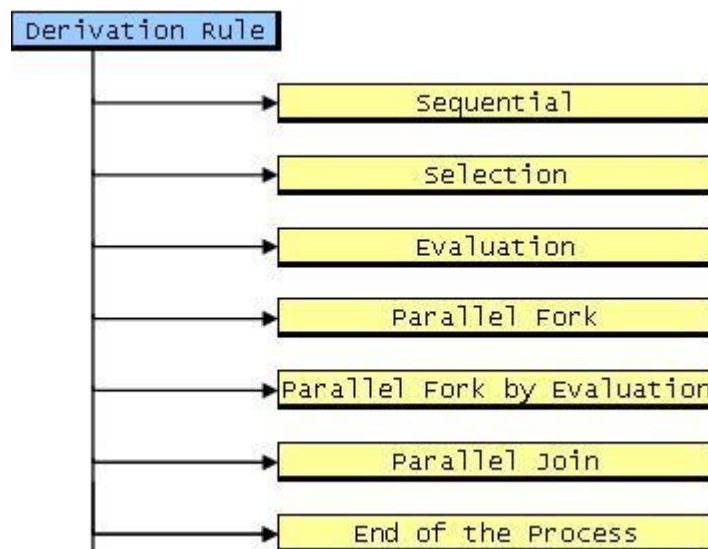 Derivation Rule
Sequential
Selection
Evaluation
Parallel Fork
Parallel Fork by Evaluation
Parallel Join
End of the Process